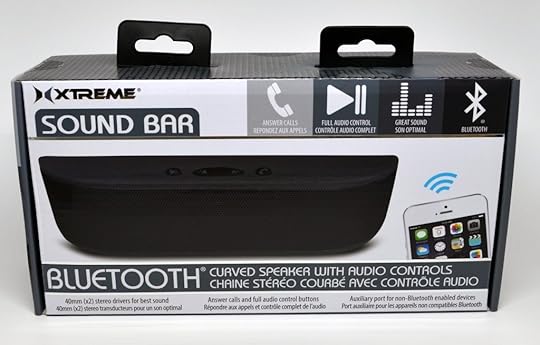 XTREME®
SOUND BAR
ANSWER CALLS
RÉPONDEZ AUX APPELS
FULL AUDIO CONTROL
CONTRÔLE AUDIO COMPLET
GREAT SOUND
SON OPTIMAL
BLUETOOTH
BLUETOOTH® CURVED SPEAKER WITH AUDIO CONTROLS
CHAINE STÉRÉO COURBÉ AVEC CONTRÔLE AUDIO
40mm (x2) stereo drivers for best sound
40mm (x2) stereo transducteurs pour un son optimal
Answer calls and full audio control buttons
Répondre aux appels et contrôle complet de l'audio
Auxiliary port for non-Bluetooth enabled devices
Port auxiliaire pour les appareils non compatibles Bluetooth